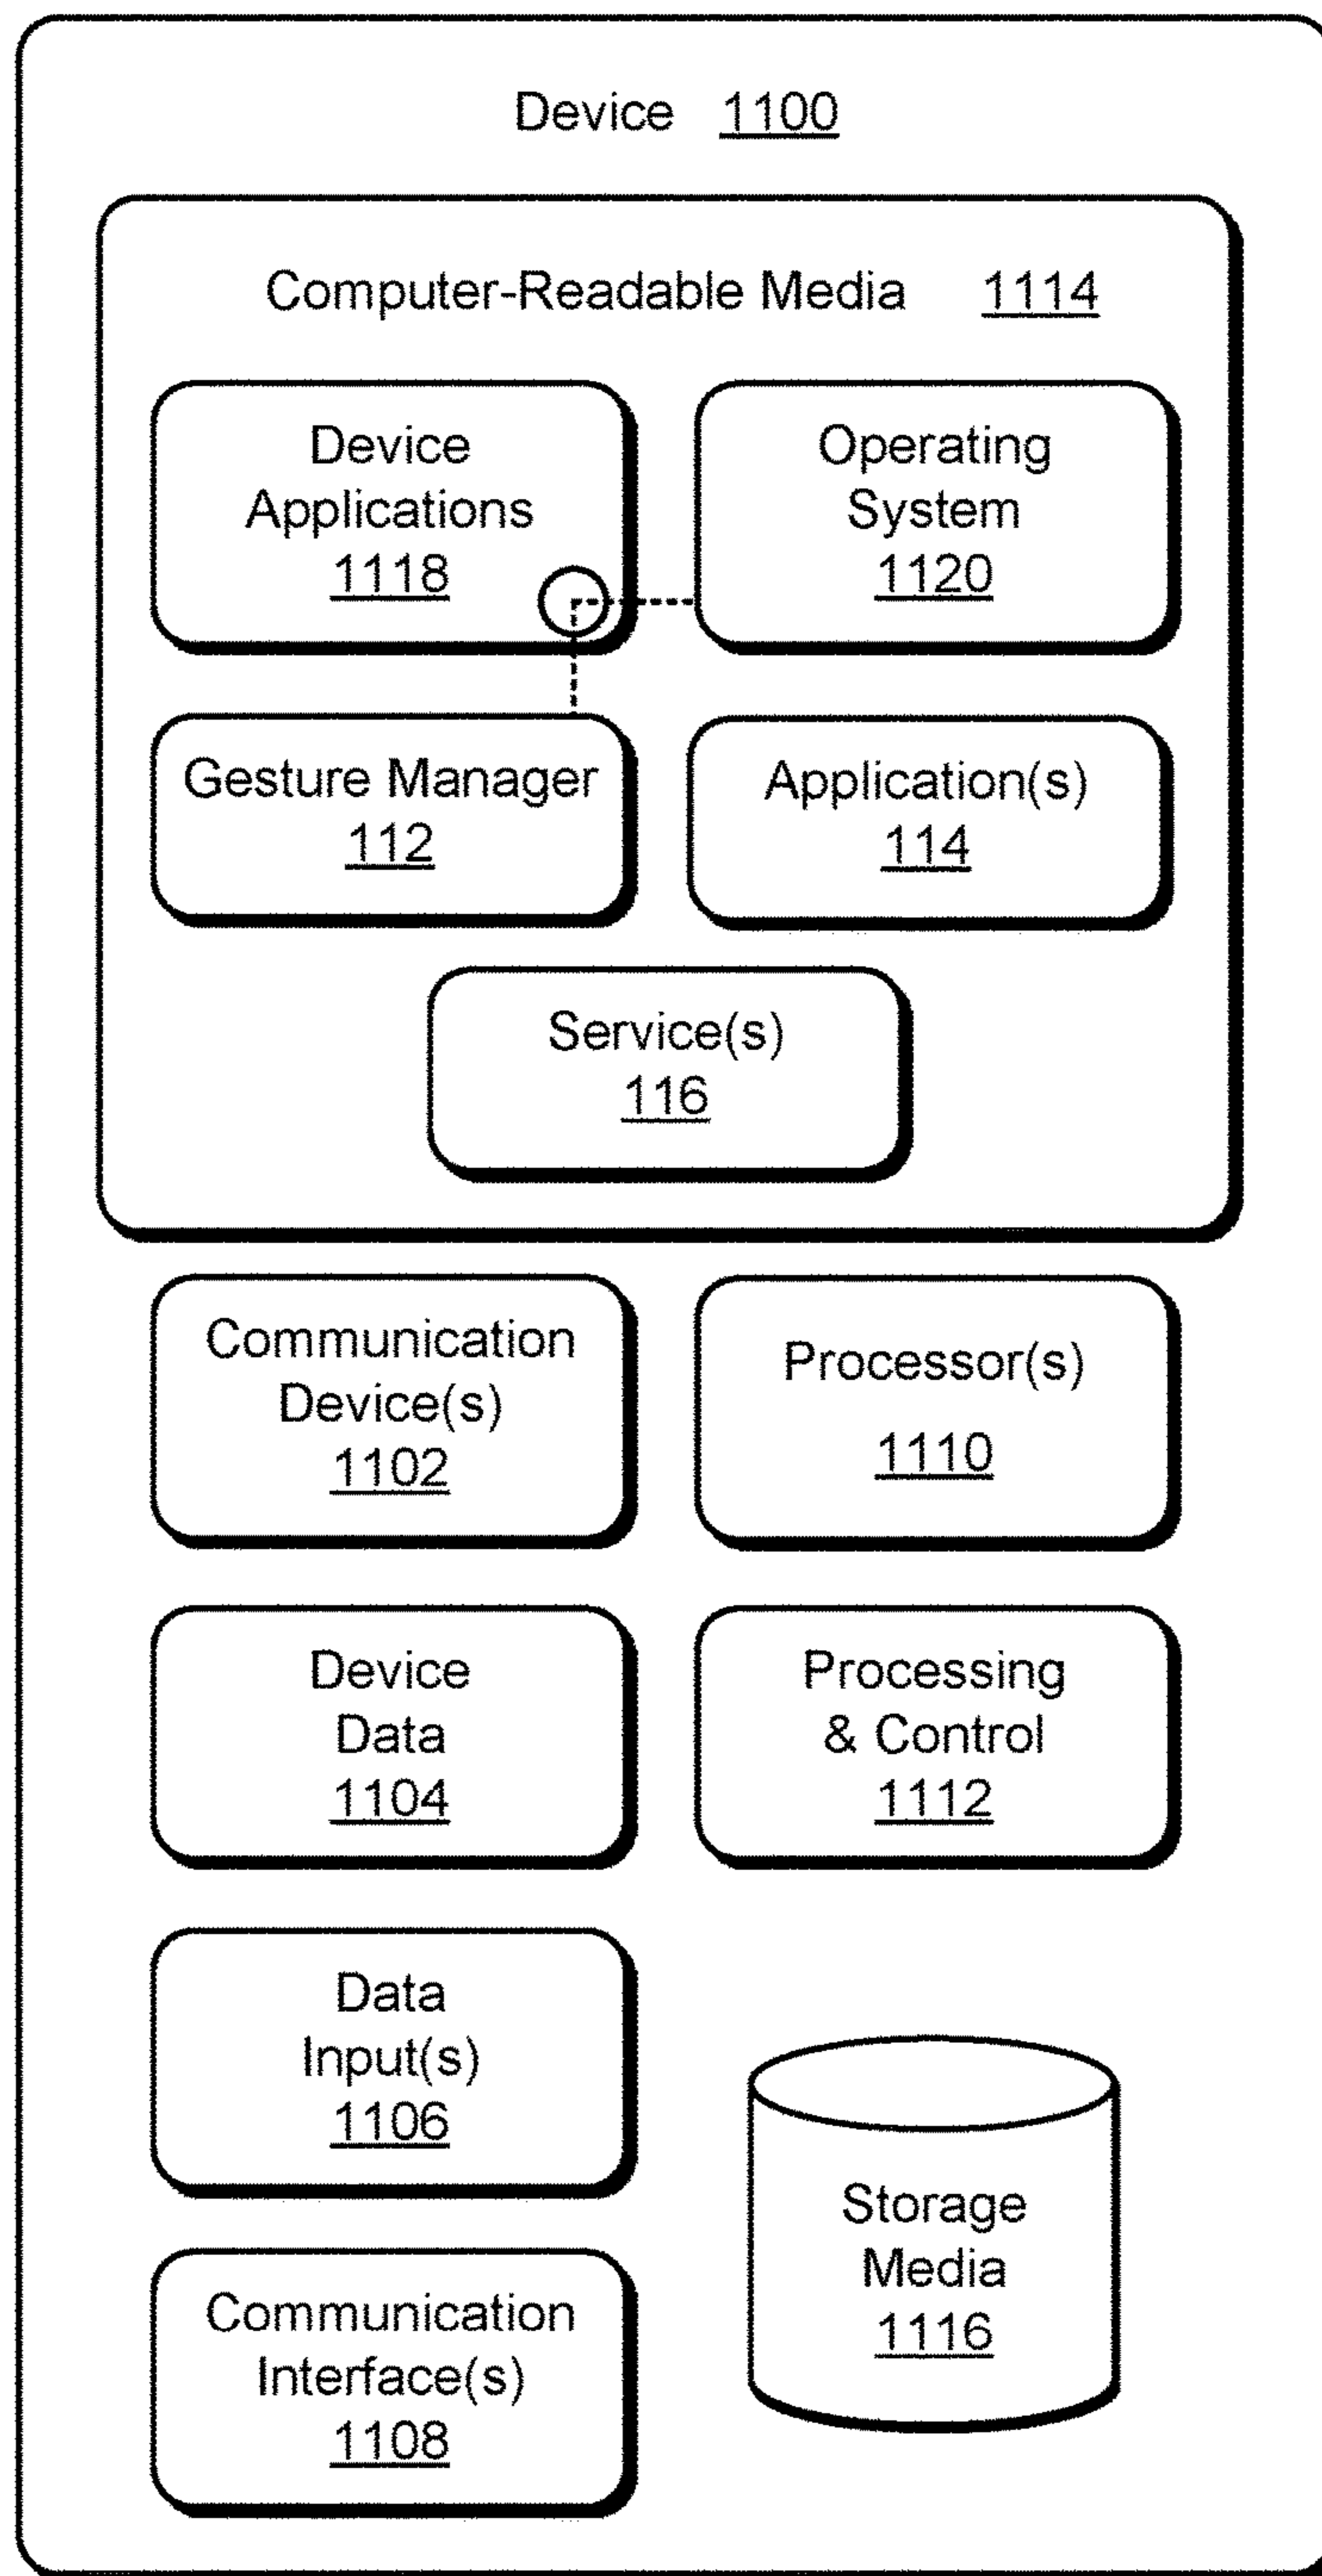 Device 1100
Computer-Readable Media 1114
Device
Applications
1118
Operating
System
1120
Gesture Manager
112
Application(s)
114
Service(s)
116
Communication
Device(s)
1102
Processor(s)
1110
Device
Data
1104
Processing
& Control
1112
Data
Input(s)
1106
Storage
Media
1116
Communication
Interface(s)
1108